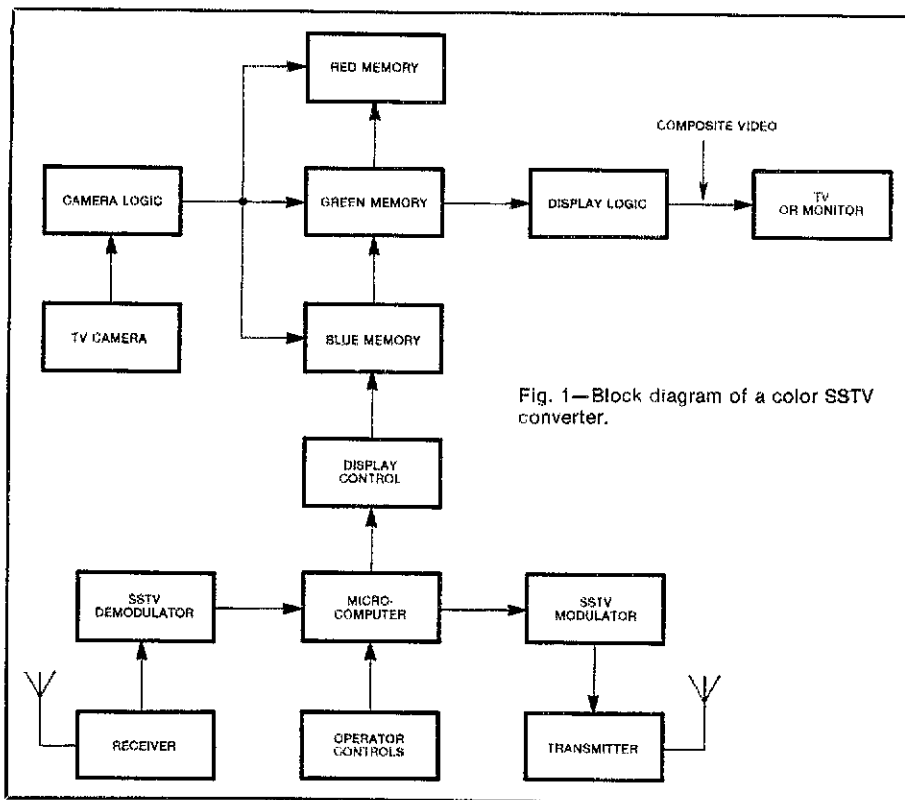 RED MEMORY
COMPOSITE VIDEO
CAMERA LOGIC
GREEN MEMORY
DISPLAY LOGIC
TV
OR MONITOR
TV CAMERA
BLUE MEMORY
Fig. 1—Block diagram of a color SSTV
converter.
DISPLAY
CONTROL
SSTV
DEMODULATOR
MICRO-
COMPUTER
SSTV
MODULATOR
RECEIVER
OPERATOR
CONTROLS
TRANSMITTER